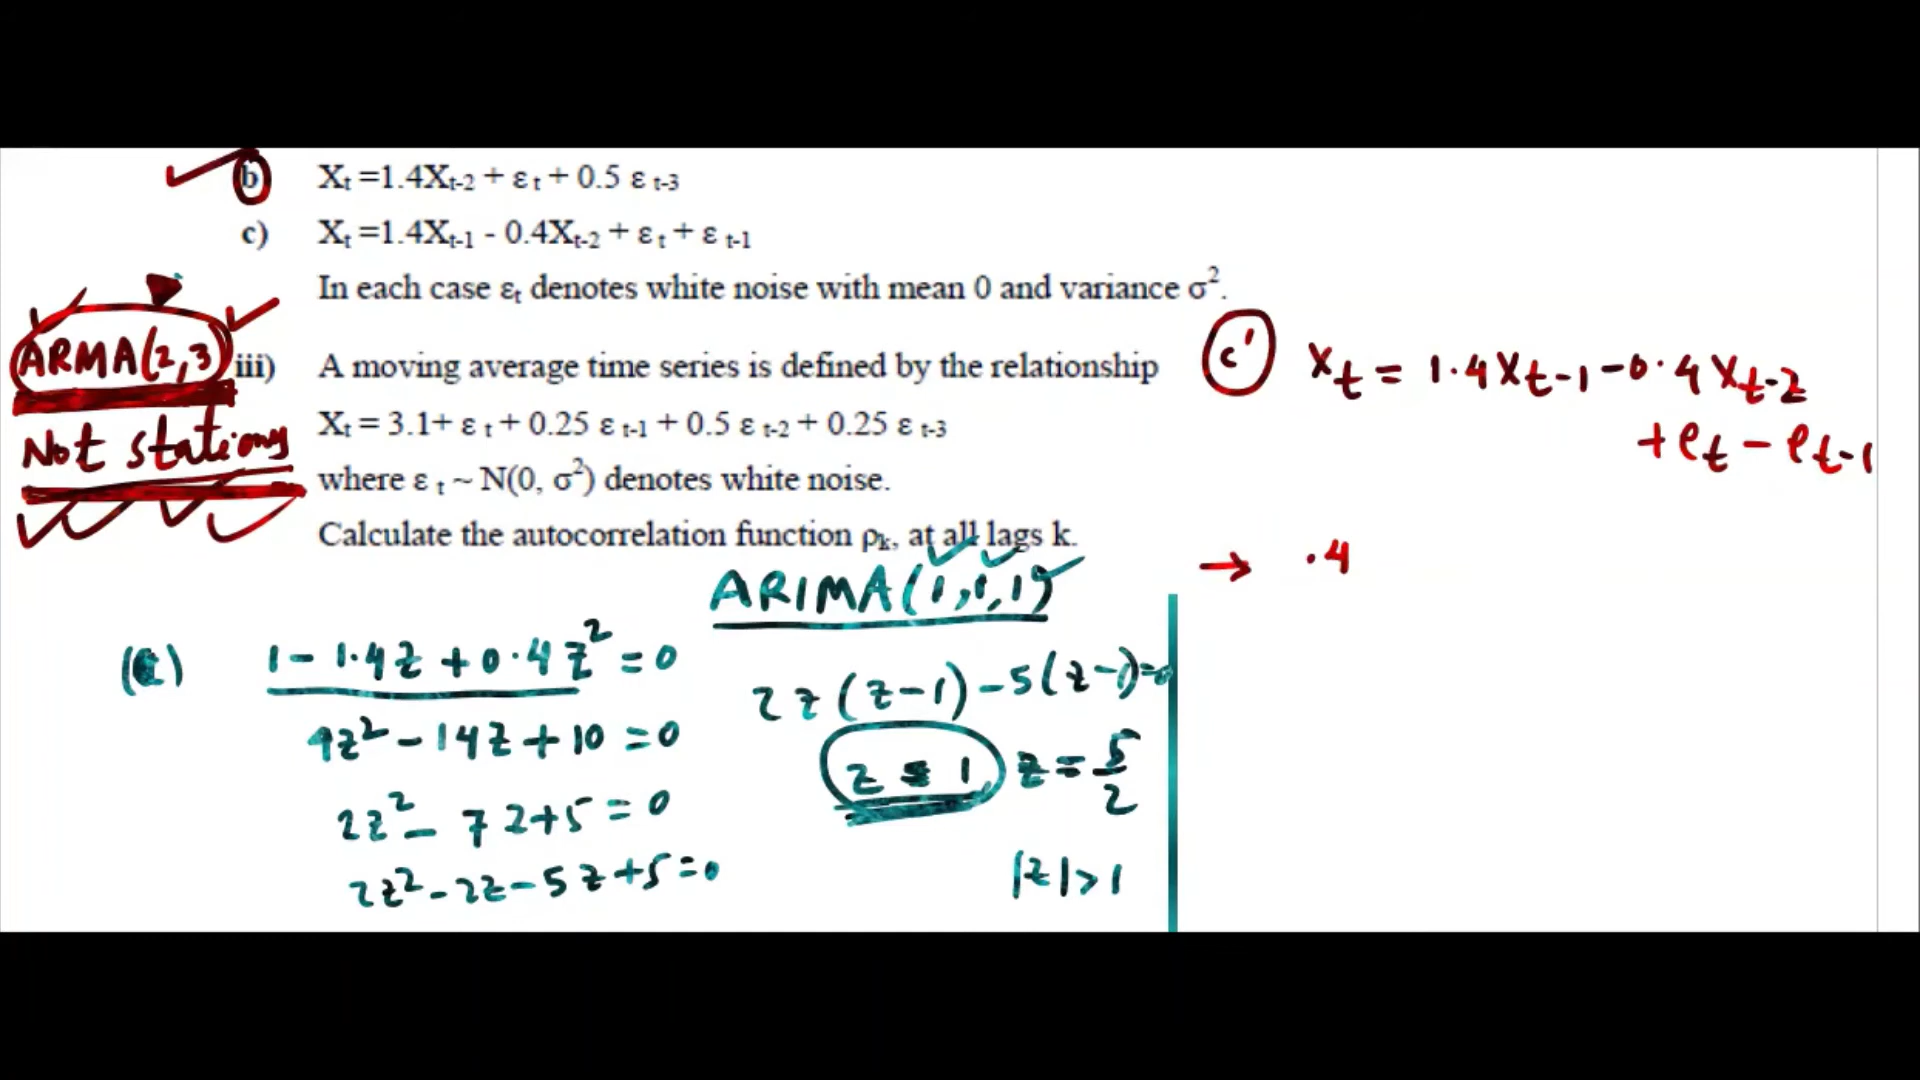 b) Xₜ =1.4Xₜ₋₂ + εₜ + 0.5 εₜ₋₃
c) Xₜ =1.4Xₜ₋₁ - 0.4Xₜ₋₂ + εₜ + εₜ₋₁
In each case εₜ denotes white noise with mean 0 and variance σ².
ARMA(2,3)
Not stationary
iii) A moving average time series is defined by the relationship
Xₜ = 3.1+ εₜ + 0.25 εₜ₋₁ + 0.5 εₜ₋₂ + 0.25 εₜ₋₃
where εₜ ~ N(0, σ²) denotes white noise.
Calculate the autocorrelation function ρₖ, at all lags k.
c' Xₜ = 1.4Xₜ₋₁ - 0.4Xₜ₋₂
+eₜ - eₜ₋₁
→ .4
ARIMA(1,1,1)
(c) 1 - 1.4z + 0.4z² = 0
4z² - 14z + 10 = 0
2z² - 7z+5 = 0
2z² - 2z - 5z+5=0
2z(z-1) - 5(z-1)=0
z = 1 z = 5/2
|z|>1